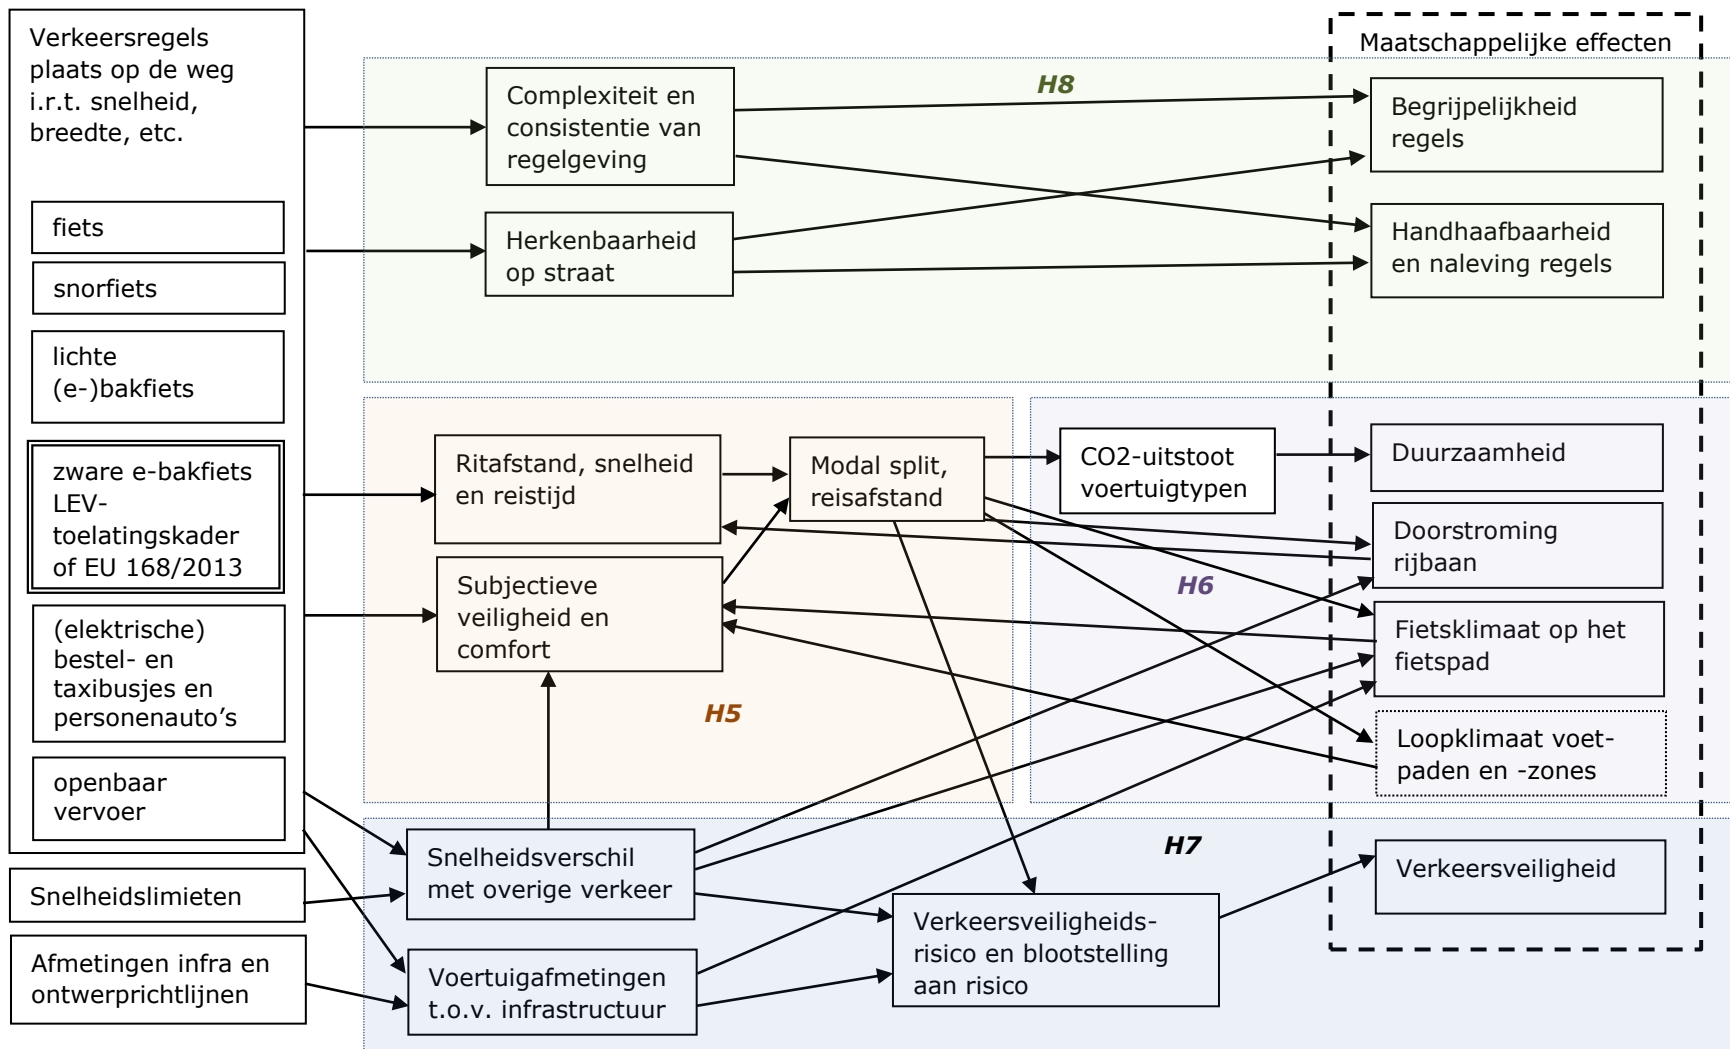 Verkeersregels
plaats op de weg
i.r.t. snelheid,
breedte, etc.
fiets
snorfiets
lichte
(e-)bakfiets
zware e-bakfiets
LEV-
toelatingskader
of EU 168/2013
(elektrische)
bestel- en
taxibusjes en
personenauto’s
openbaar
vervoer
Snelheidslimieten
Afmetingen infra en
ontwerprichtlijnen
Maatschappelijke effecten
H8
Complexiteit en
consistentie van
regelgeving
Herkenbaarheid
op straat
Begrijpelijkheid
regels
Handhaafbaarheid
en naleving regels
Ritafstand, snelheid
en reistijd
Modal split,
reisafstand
Subjectieve
veiligheid en
comfort
H5
CO2-uitstoot
voertuigtypen
H6
Duurzaamheid
Doorstroming
rijbaan
Fietsklimaat op het
fietspad
Loopklimaat voet-
paden en -zones
H7
Snelheidsverschil
met overige verkeer
Voertuigafmetingen
t.o.v. infrastructuur
Verkeersveiligheids-
risico en blootstelling
aan risico
Verkeersveiligheid